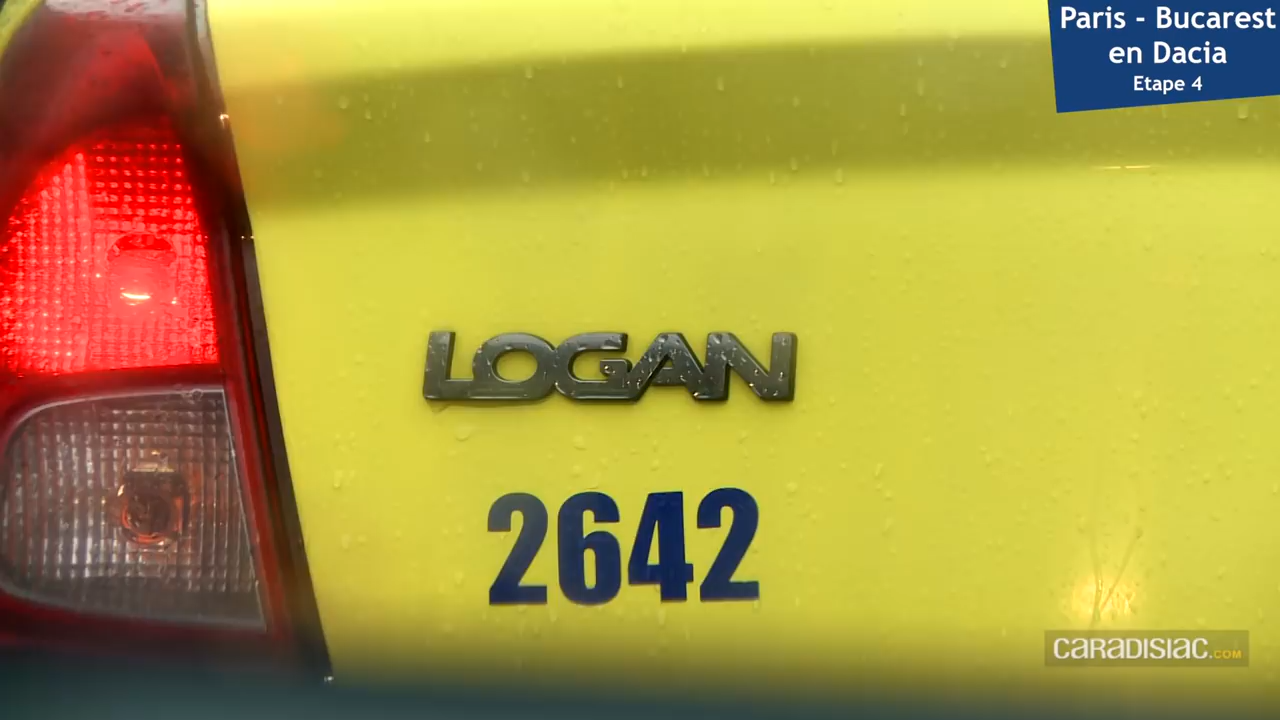 Paris - Bucarest
en Dacia
Etape 4
LOGAN
2642
CARADISIAC.COM